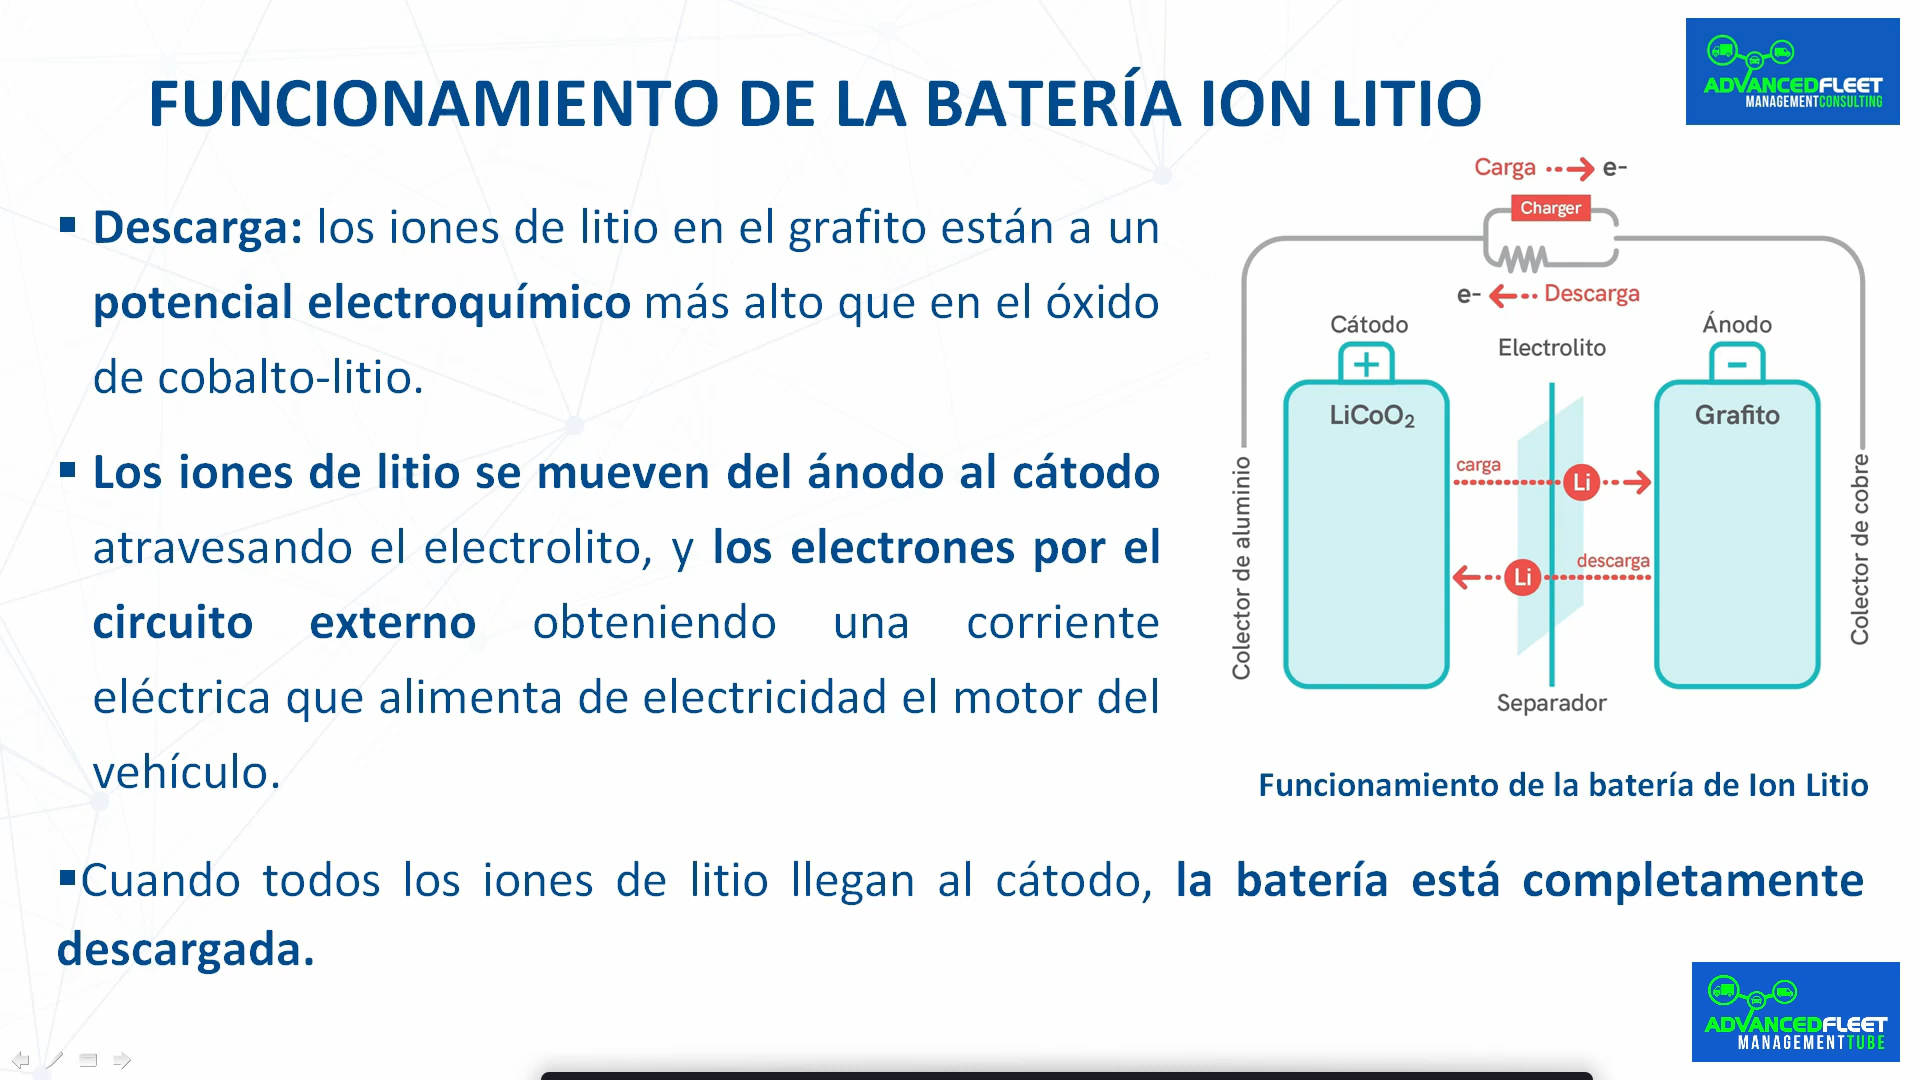 FUNCIONAMIENTO DE LA BATERÍA ION LITIO
ADVANCEDFLEET
MANAGEMENTCONSULTING
▪ Descarga: los iones de litio en el grafito están a un
potencial electroquímico más alto que en el óxido
de cobalto-litio.
▪ Los iones de litio se mueven del ánodo al cátodo
atravesando el electrolito, y los electrones por el
circuito externo obteniendo una corriente
eléctrica que alimenta de electricidad el motor del
vehículo.
▪Cuando todos los iones de litio llegan al cátodo, la batería está completamente
descargada.
Carga e-
Charger
e- Descarga
Cátodo
Ánodo
Electrolito
+
-
LiCoO₂
Grafito
carga
Li
descarga
Li
Colector de aluminio
Colector de cobre
Separador
Funcionamiento de la batería de Ion Litio
ADVANCEDFLEET
MANAGEMENTTUBE